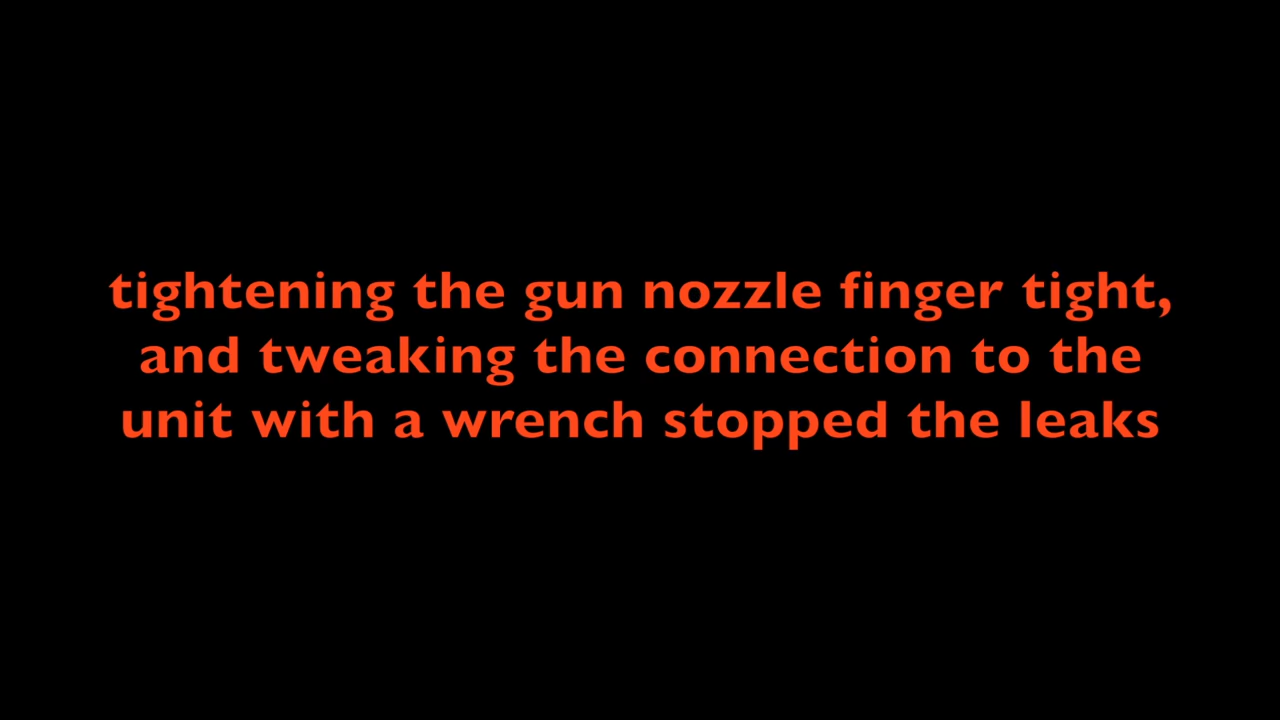 tightening the gun nozzle finger tight,
and tweaking the connection to the
unit with a wrench stopped the leaks